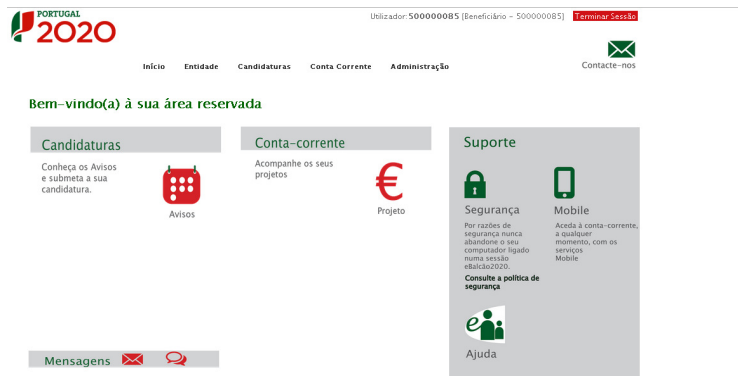 PORTUGAL
2020
Utilizador: 500000085 [Beneficiário - 500000085] Terminar Sessão
Início Entidade Candidaturas Conta Corrente Administração
Contacte-nos
Bem-vindo(a) à sua área reservada
Candidaturas
Conheça os Avisos
e submeta a sua
candidatura.
Avisos
Conta-corrente
Acompanhe os seus
projetos
€
Projeto
Suporte
Segurança
Por razões de
segurança nunca
abandone o seu
computador ligado
numa sessão
eBalcão2020.
Consulte a política de
segurança
Mobile
Aceda à conta-corrente,
a qualquer
momento, com os
serviços
Mobile
e
Ajuda
Mensagens